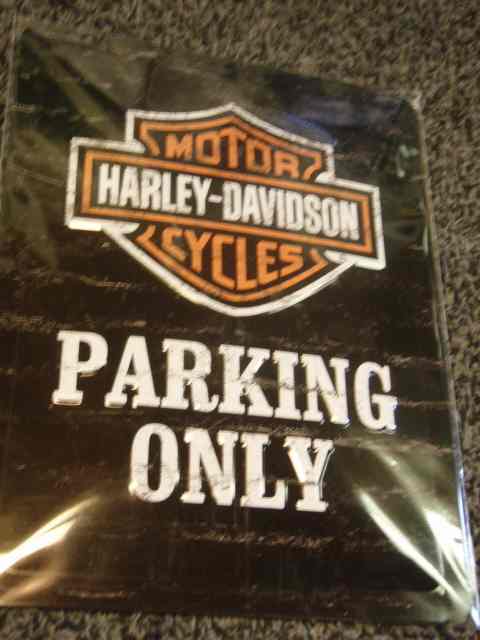 MOTOR
HARLEY-DAVIDSON
CYCLES
PARKING
ONLY